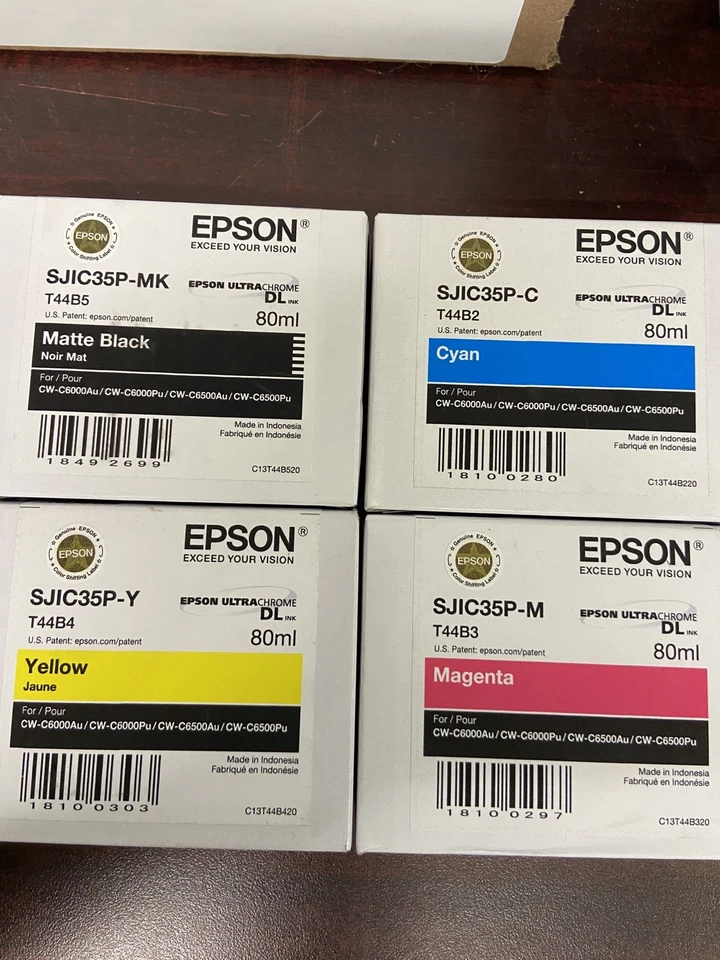 Genuine EPSON
EPSON
Color Shifting Label
EPSON®
EXCEED YOUR VISION
SJIC35P-MK
T44B5
U.S. Patent: epson.com/patent
EPSON ULTRACHROME
DL INK
80ml
Matte Black
Noir Mat
For / Pour
CW-C6000Au / CW-C6000Pu / CW-C6500Au / CW-C6500Pu
Made in Indonesia
Fabriqué en Indonésie
18492699
C13T44B520
Genuine EPSON
EPSON
Color Shifting Label
EPSON®
EXCEED YOUR VISION
SJIC35P-C
T44B2
U.S. Patent: epson.com/patent
EPSON ULTRACHROME
DL INK
80ml
Cyan
For / Pour
CW-C6000Au / CW-C6000Pu / CW-C6500Au / CW-C6500Pu
Made in Indonesia
Fabriqué en Indonésie
18100280
C13T44B220
Genuine EPSON
EPSON
Color Shifting Label
EPSON®
EXCEED YOUR VISION
SJIC35P-Y
T44B4
U.S. Patent: epson.com/patent
EPSON ULTRACHROME
DL INK
80ml
Yellow
Jaune
For / Pour
CW-C6000Au / CW-C6000Pu / CW-C6500Au / CW-C6500Pu
Made in Indonesia
Fabriqué en Indonésie
18100303
C13T44B420
Genuine EPSON
EPSON
Color Shifting Label
EPSON®
EXCEED YOUR VISION
SJIC35P-M
T44B3
U.S. Patent: epson.com/patent
EPSON ULTRACHROME
DL INK
80ml
Magenta
For / Pour
CW-C6000Au / CW-C6000Pu / CW-C6500Au / CW-C6500Pu
Made in Indonesia
Fabriqué en Indonésie
18100297
C13T44B320